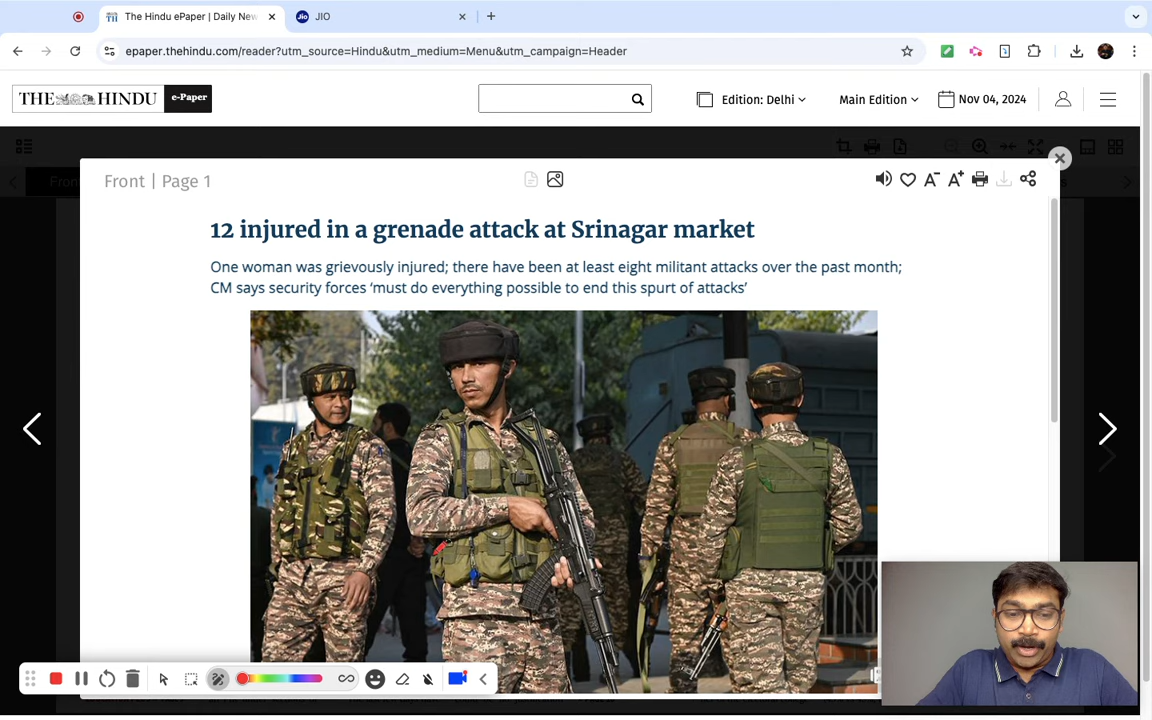 The Hindu ePaper | Daily New
JIO
epaper.thehindu.com/reader?utm_source=Hindu&utm_medium=Menu&utm_campaign=Header
THE HINDU e-Paper
Edition: Delhi
Main Edition
Nov 04, 2024
Front | Page 1
A- A+
12 injured in a grenade attack at Srinagar market
One woman was grievously injured; there have been at least eight militant attacks over the past month;
CM says security forces ‘must do everything possible to end this spurt of attacks’